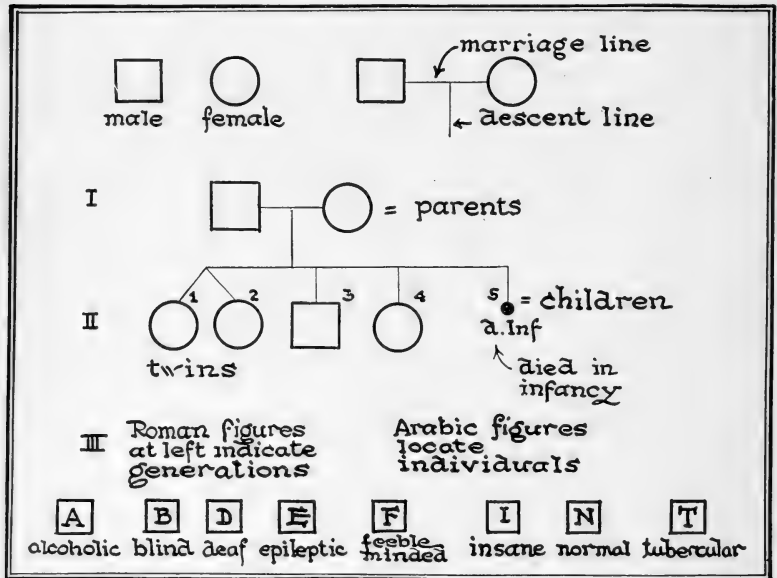 marriage line
male female
descent line
I
= parents
1 2 3 4 5
= children
II
d.Inf
twins
died in
infancy
III
Roman figures
at left indicate
generations
Arabic figures
locate
individuals
A B D E F I N T
alcoholic blind deaf epileptic feeble minded insane normal tubercular